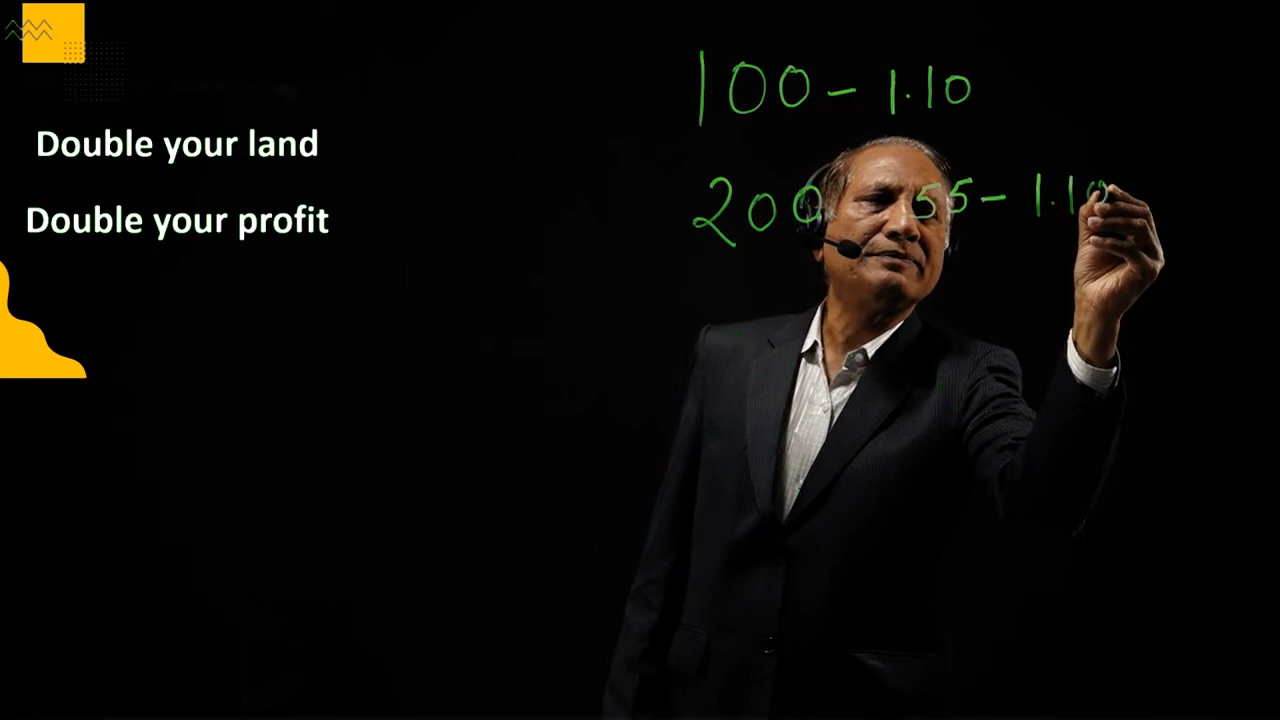 Double your land
Double your profit
100 - 1.10
200 55 - 1.10